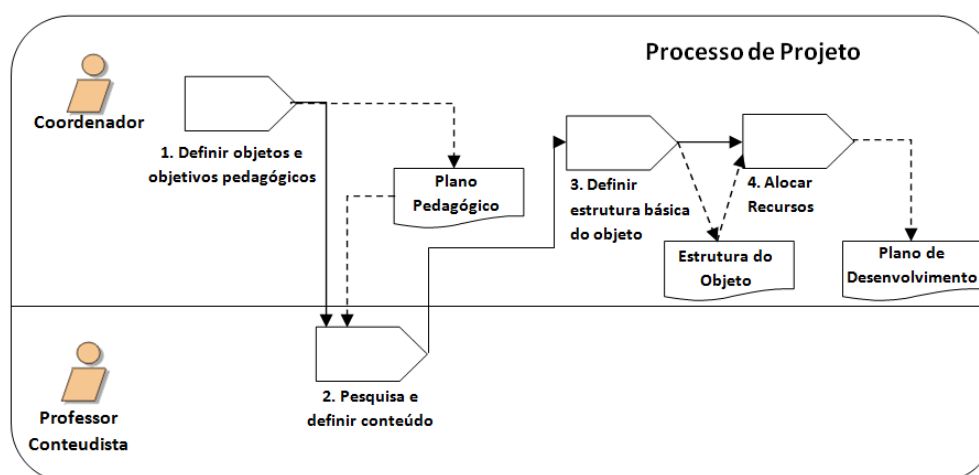 Processo de Projeto
Coordenador
1. Definir objetos e
objetivos pedagógicos
Plano
Pedagógico
3. Definir
estrutura básica
do objeto
4. Alocar
Recursos
Estrutura do
Objeto
Plano de
Desenvolvimento
Professor
Conteudista
2. Pesquisa e
definir conteúdo